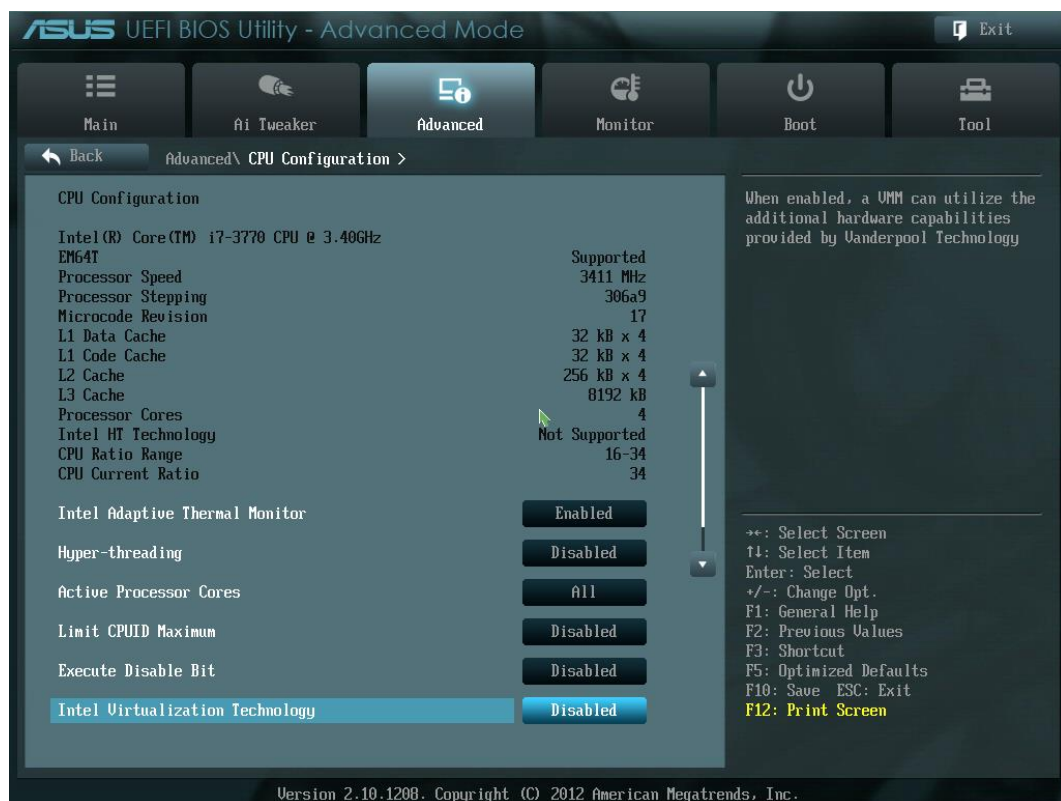 ASUS UEFI BIOS Utility - Advanced Mode
Exit
Main
Ai Tweaker
Advanced
Monitor
Boot
Tool
Back
Advanced\ CPU Configuration >
CPU Configuration
Intel(R) Core(TM) i7-3770 CPU @ 3.40GHz
EM64T Supported
Processor Speed 3411 MHz
Processor Stepping 306a9
Microcode Revision 17
L1 Data Cache 32 kB x 4
L1 Code Cache 32 kB x 4
L2 Cache 256 kB x 4
L3 Cache 8192 kB
Processor Cores 4
Intel HT Technology Not Supported
CPU Ratio Range 16-34
CPU Current Ratio 34
Intel Adaptive Thermal Monitor Enabled
Hyper-threading Disabled
Active Processor Cores All
Limit CPUID Maximum Disabled
Execute Disable Bit Disabled
Intel Virtualization Technology Disabled
When enabled, a VMM can utilize the
additional hardware capabilities
provided by Vanderpool Technology
→←: Select Screen
↑↓: Select Item
Enter: Select
+/-: Change Opt.
F1: General Help
F2: Previous Values
F3: Shortcut
F5: Optimized Defaults
F10: Save ESC: Exit
F12: Print Screen
Version 2.10.1208. Copyright (C) 2012 American Megatrends, Inc.